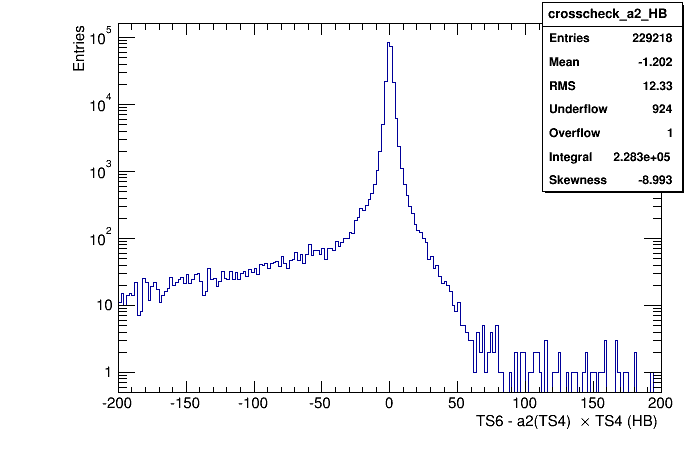 crosscheck_a2_HB
Entries 229218
Mean -1.202
RMS 12.33
Underflow 924
Overflow 1
Integral 2.283e+05
Skewness -8.993
Entries
10^5
10^4
10^3
10^2
10
1
-200 -150 -100 -50 0 50 100 150 200
TS6 - a2(TS4) × TS4 (HB)